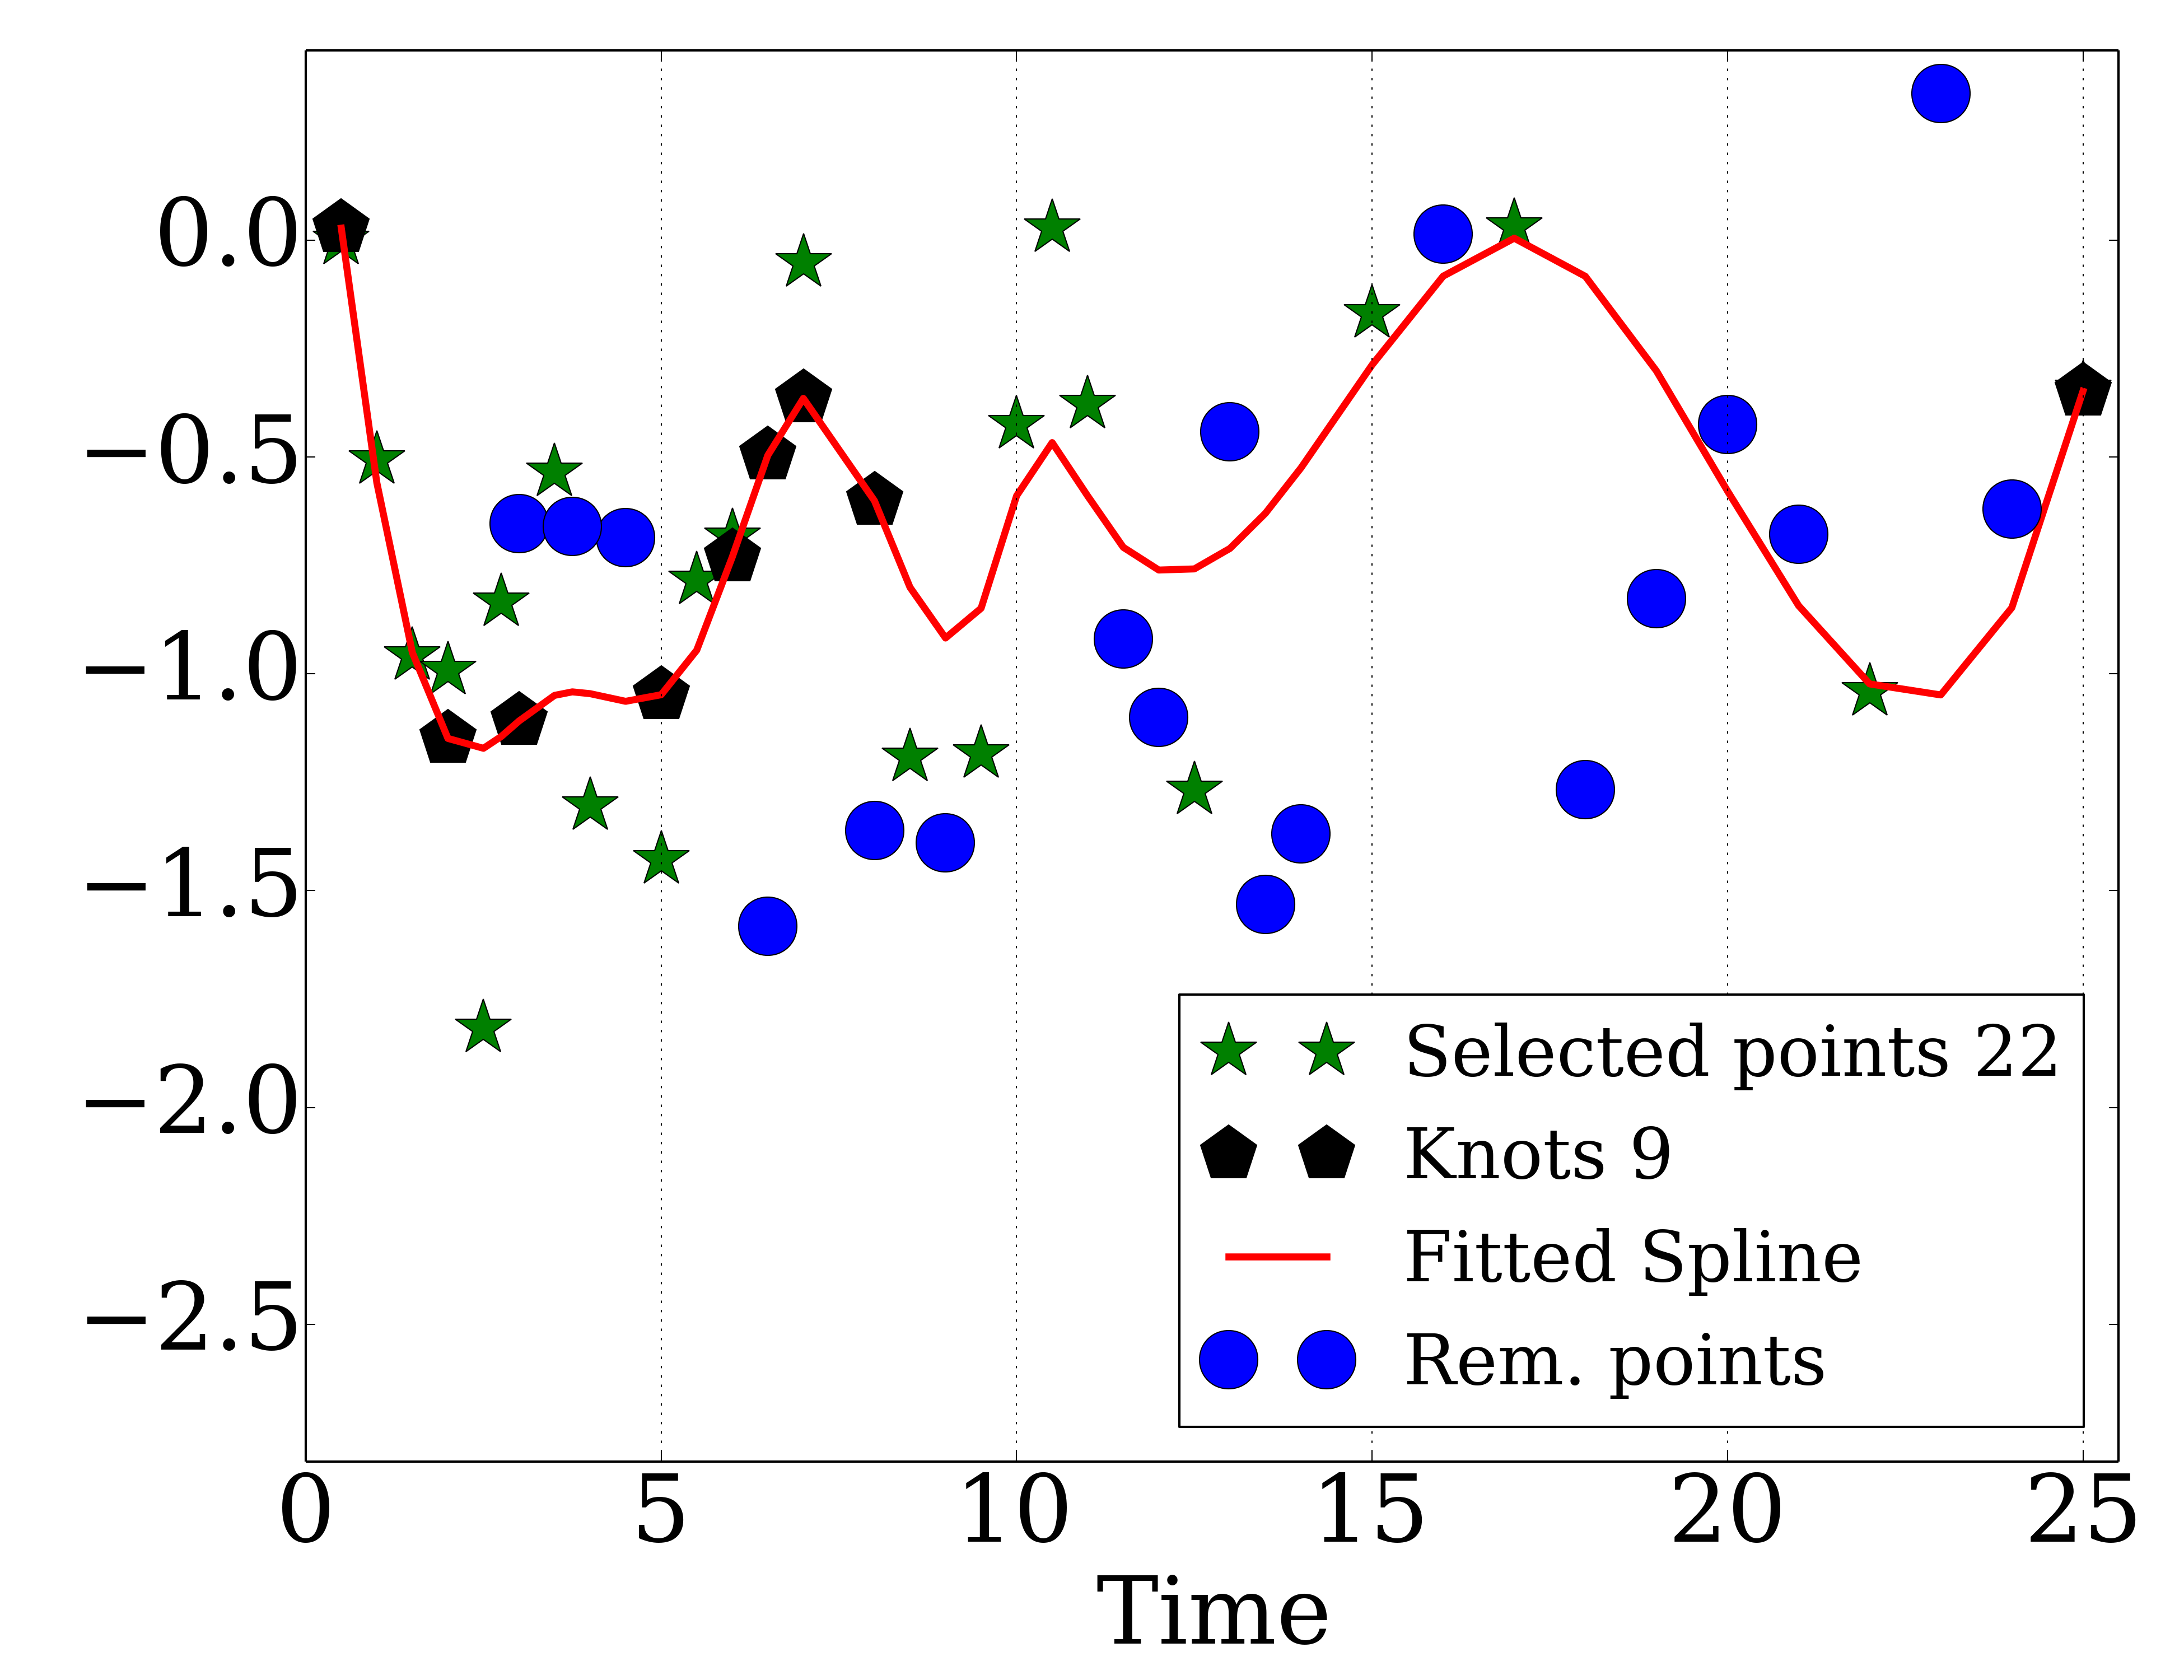 0.0
−0.5
−1.0
−1.5
−2.0
−2.5
Selected points 22
Knots 9
Fitted Spline
Rem. points
0 5 10 15 20 25
Time